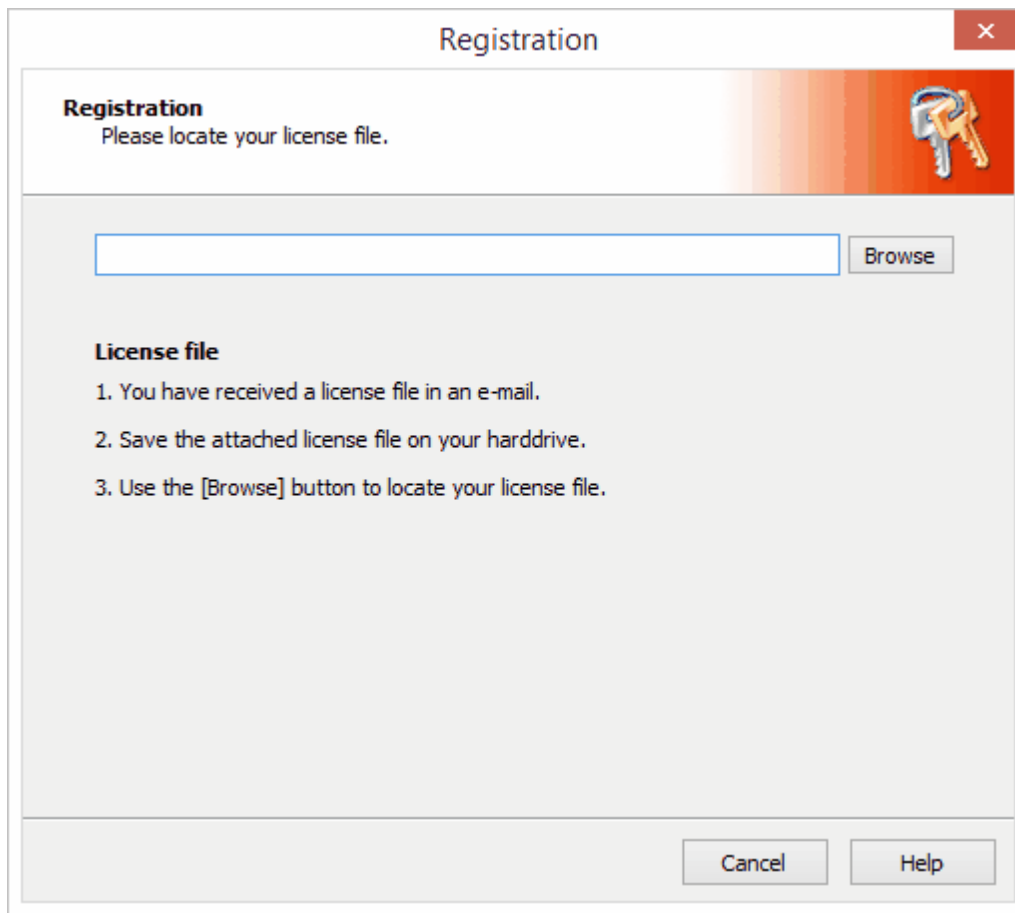 Registration
Registration
Please locate your license file.
Browse
License file
1. You have received a license file in an e-mail.
2. Save the attached license file on your harddrive.
3. Use the [Browse] button to locate your license file.
Cancel
Help